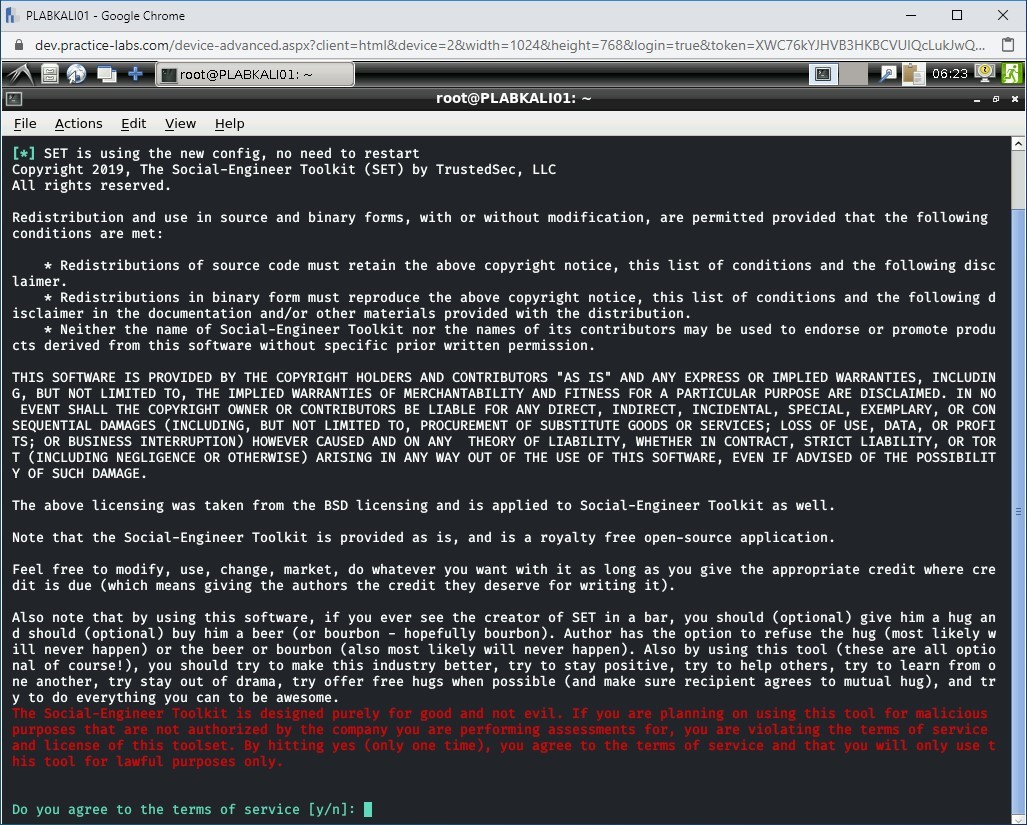 PLABKALI01 - Google Chrome
dev.practice-labs.com/device-advanced.aspx?client=html&device=2&width=1024&height=768&login=true&token=XWC76kYJHVB3HKBCVUIQcLukJwQ...
root@PLABKALI01: ~
06:23
root@PLABKALI01: ~
File Actions Edit View Help
[*] SET is using the new config, no need to restart
Copyright 2019, The Social-Engineer Toolkit (SET) by TrustedSec, LLC
All rights reserved.
Redistribution and use in source and binary forms, with or without modification, are permitted provided that the following
conditions are met:
* Redistributions of source code must retain the above copyright notice, this list of conditions and the following disc
laimer.
* Redistributions in binary form must reproduce the above copyright notice, this list of conditions and the following d
isclaimer in the documentation and/or other materials provided with the distribution.
* Neither the name of Social-Engineer Toolkit nor the names of its contributors may be used to endorse or promote produ
cts derived from this software without specific prior written permission.
THIS SOFTWARE IS PROVIDED BY THE COPYRIGHT HOLDERS AND CONTRIBUTORS "AS IS" AND ANY EXPRESS OR IMPLIED WARRANTIES, INCLUDIN
G, BUT NOT LIMITED TO, THE IMPLIED WARRANTIES OF MERCHANTABILITY AND FITNESS FOR A PARTICULAR PURPOSE ARE DISCLAIMED. IN NO
EVENT SHALL THE COPYRIGHT OWNER OR CONTRIBUTORS BE LIABLE FOR ANY DIRECT, INDIRECT, INCIDENTAL, SPECIAL, EXEMPLARY, OR CON
SEQUENTIAL DAMAGES (INCLUDING, BUT NOT LIMITED TO, PROCUREMENT OF SUBSTITUTE GOODS OR SERVICES; LOSS OF USE, DATA, OR PROFI
TS; OR BUSINESS INTERRUPTION) HOWEVER CAUSED AND ON ANY  THEORY OF LIABILITY, WHETHER IN CONTRACT, STRICT LIABILITY, OR TOR
T (INCLUDING NEGLIGENCE OR OTHERWISE) ARISING IN ANY WAY OUT OF THE USE OF THIS SOFTWARE, EVEN IF ADVISED OF THE POSSIBILIT
Y OF SUCH DAMAGE.
The above licensing was taken from the BSD licensing and is applied to Social-Engineer Toolkit as well.
Note that the Social-Engineer Toolkit is provided as is, and is a royalty free open-source application.
Feel free to modify, use, change, market, do whatever you want with it as long as you give the appropriate credit where cre
dit is due (which means giving the authors the credit they deserve for writing it).
Also note that by using this software, if you ever see the creator of SET in a bar, you should (optional) give him a hug an
d should (optional) buy him a beer (or bourbon - hopefully bourbon). Author has the option to refuse the hug (most likely w
ill never happen) or the beer or bourbon (also most likely will never happen). Also by using this tool (these are all optio
nal of course!), you should try to make this industry better, try to stay positive, try to help others, try to learn from o
ne another, try stay out of drama, try offer free hugs when possible (and make sure recipient agrees to mutual hug), and tr
y to do everything you can to be awesome.
The Social-Engineer Toolkit is designed purely for good and not evil. If you are planning on using this tool for malicious
purposes that are not authorized by the company you are performing assessments for, you are violating the terms of service
and license of this toolset. By hitting yes (only one time), you agree to the terms of service and that you will only use t
his tool for lawful purposes only.
Do you agree to the terms of service [y/n]: